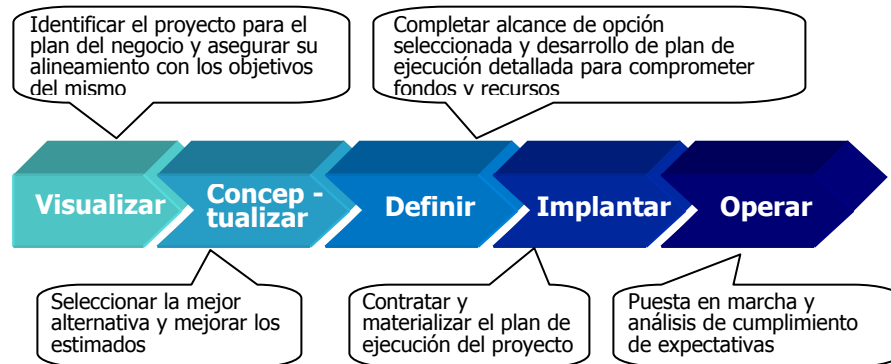 Identificar el proyecto para el
plan del negocio y asegurar su
alineamiento con los objetivos
del mismo
Completar alcance de opción
seleccionada y desarrollo de plan de
ejecución detallada para comprometer
fondos y recursos
Visualizar
Concep -
tualizar
Definir
Implantar
Operar
Seleccionar la mejor
alternativa y mejorar los
estimados
Contratar y
materializar el plan de
ejecución del proyecto
Puesta en marcha y
análisis de cumplimiento
de expectativas